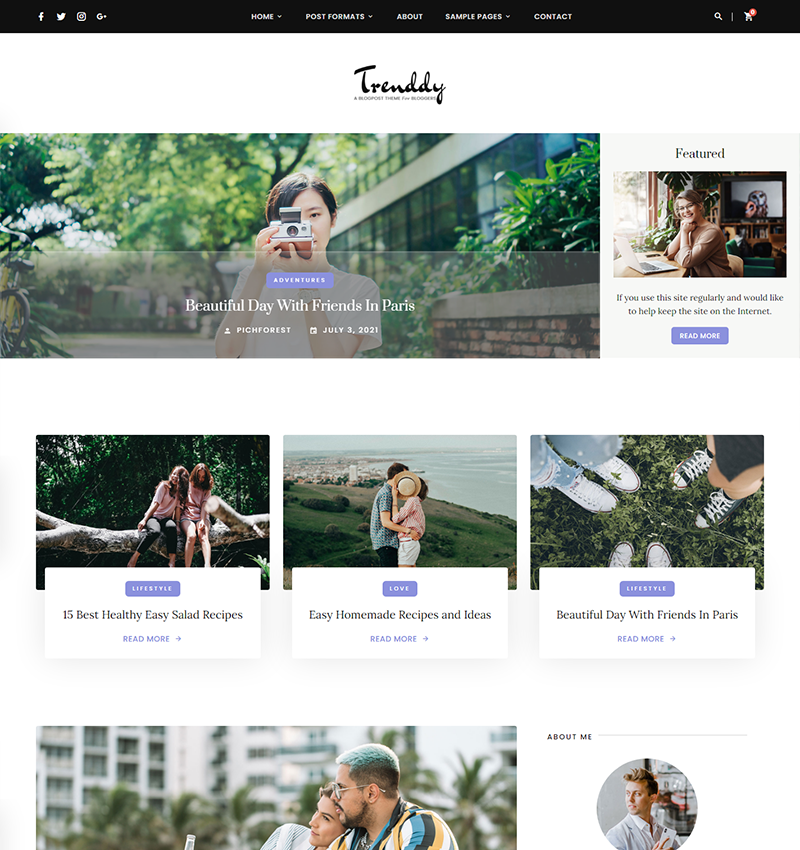 HOME POST FORMATS ABOUT SAMPLE PAGES CONTACT 0
Trenddy
A BLOGPOST THEME For BLOGGERS
ADVENTURES
Beautiful Day With Friends In Paris
PICHFOREST JULY 3, 2021
Featured
If you use this site regularly and would like
to help keep the site on the Internet.
READ MORE
LIFESTYLE
15 Best Healthy Easy Salad Recipes
READ MORE →
LOVE
Easy Homemade Recipes and Ideas
READ MORE →
LIFESTYLE
Beautiful Day With Friends In Paris
READ MORE →
ABOUT ME